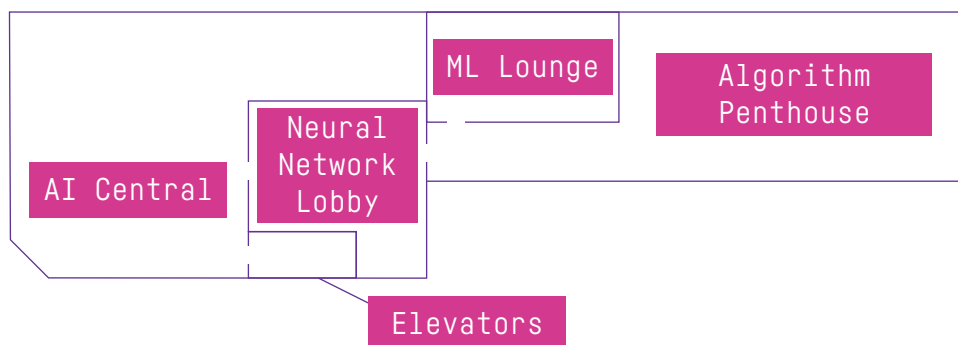 ML Lounge
Algorithm
Penthouse
Neural
Network
Lobby
AI Central
Elevators